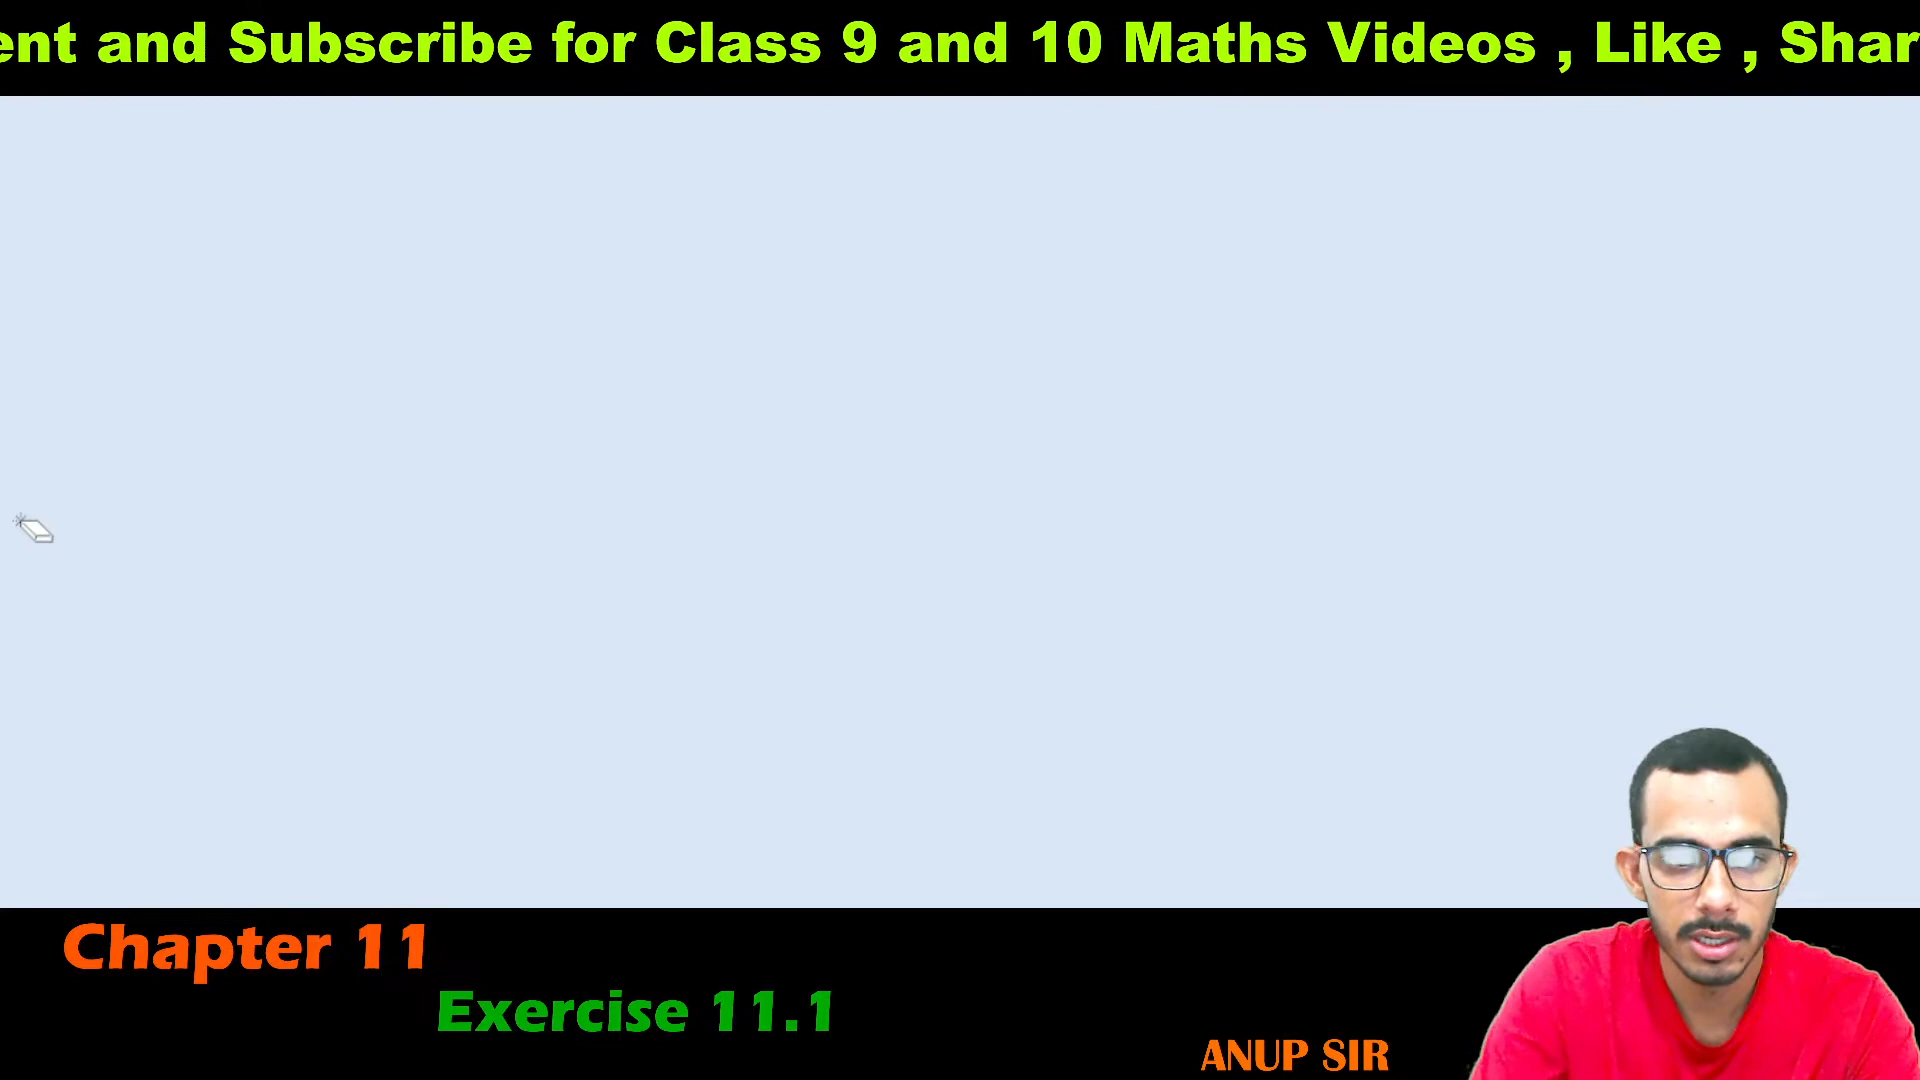 ent and Subscribe for Class 9 and 10 Maths Videos , Like , Shar
Chapter 11
Exercise 11.1
ANUP SIR